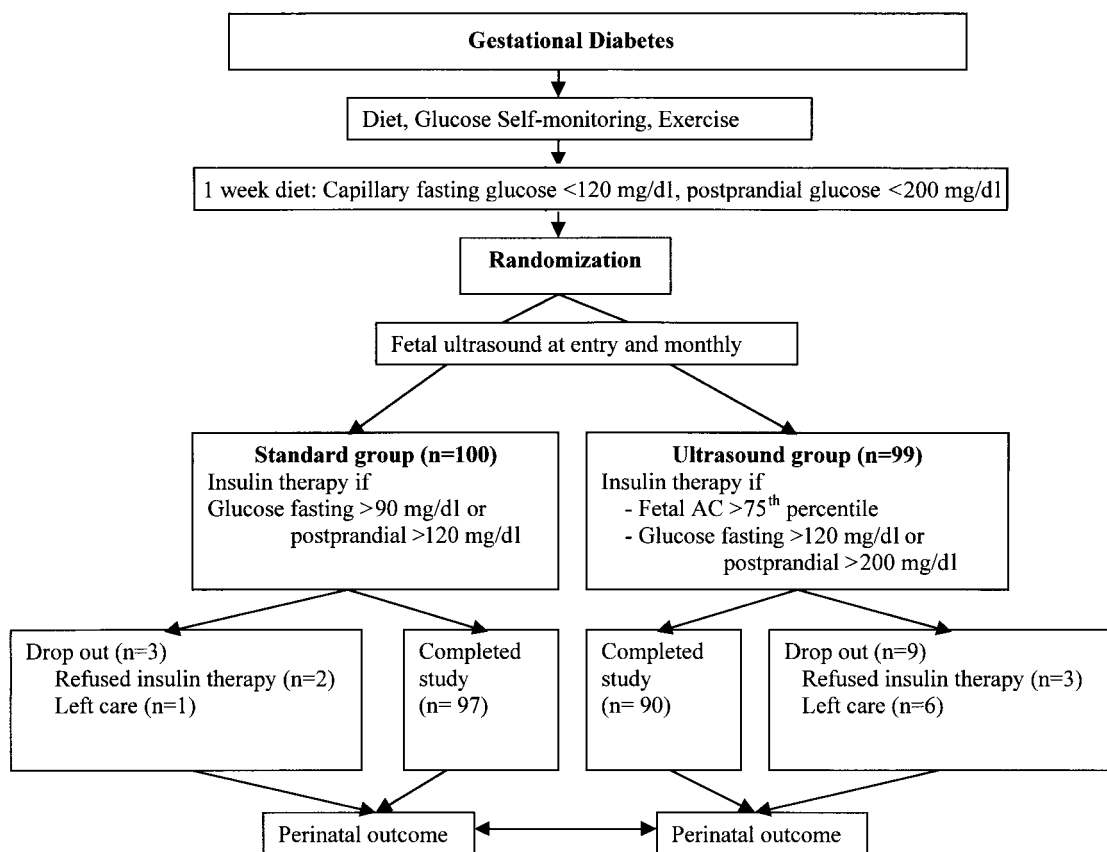 Gestational Diabetes
Diet, Glucose Self-monitoring, Exercise
1 week diet: Capillary fasting glucose <120 mg/dl, postprandial glucose <200 mg/dl
Randomization
Fetal ultrasound at entry and monthly
Standard group (n=100)
Insulin therapy if
Glucose fasting >90 mg/dl or
postprandial >120 mg/dl
Ultrasound group (n=99)
Insulin therapy if
- Fetal AC >75th percentile
- Glucose fasting >120 mg/dl or
postprandial >200 mg/dl
Drop out (n=3)
Refused insulin therapy (n=2)
Left care (n=1)
Completed
study
(n= 97)
Completed
study
(n= 90)
Drop out (n=9)
Refused insulin therapy (n=3)
Left care (n=6)
Perinatal outcome
Perinatal outcome